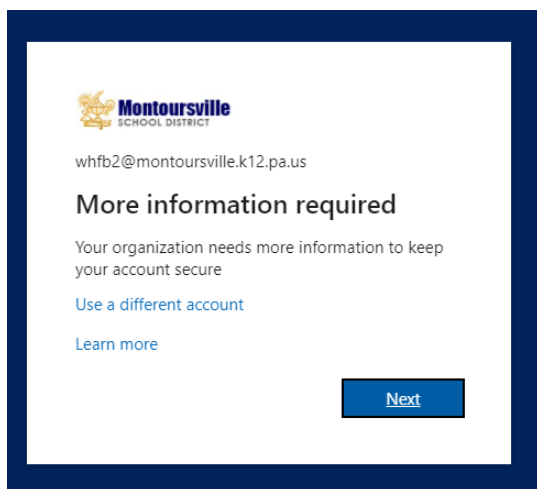 Montoursville
SCHOOL DISTRICT
whfb2@montoursville.k12.pa.us
More information required
Your organization needs more information to keep
your account secure
Use a different account
Learn more
Next